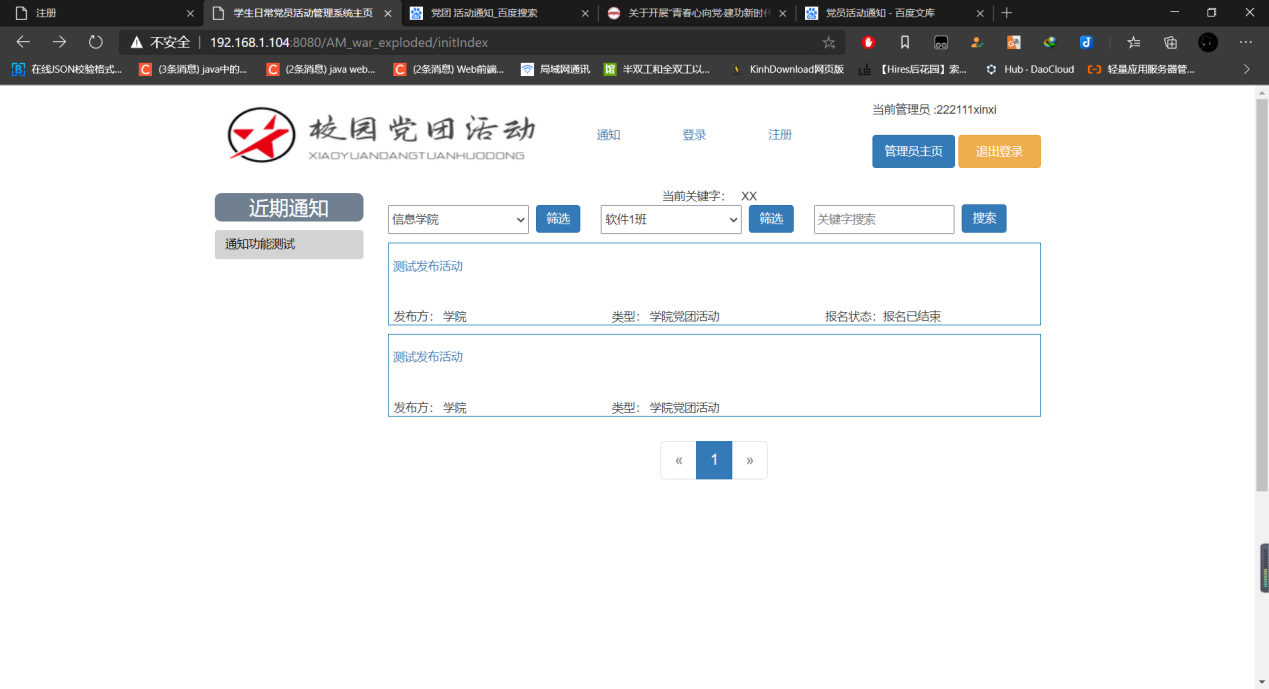 注册
学生日常党员活动管理系统主页
党团 活动通知_百度搜索
关于开展“青春心向党·建功新时代
党员活动通知 - 百度文库
不安全 192.168.1.104:8080/AM_war_exploded/initIndex
在线JSON校验格式... (3条消息) java中的... (2条消息) java web... (2条消息) Web前端... 局域网通讯 半双工和全双工以... KinhDownload网页版 【Hires后花园】索... Hub - DaoCloud 轻量应用服务器管...
校园党团活动
XIAOYUANDANGTUANHUODONG
通知 登录 注册
当前管理员 :222111xinxi
管理员主页 退出登录
近期通知
通知功能测试
当前关键字: XX
信息学院 筛选 软件1班 筛选 关键字搜索 搜索
测试发布活动
发布方: 学院 类型: 学院党团活动 报名状态: 报名已结束
测试发布活动
发布方: 学院 类型: 学院党团活动
« 1 »